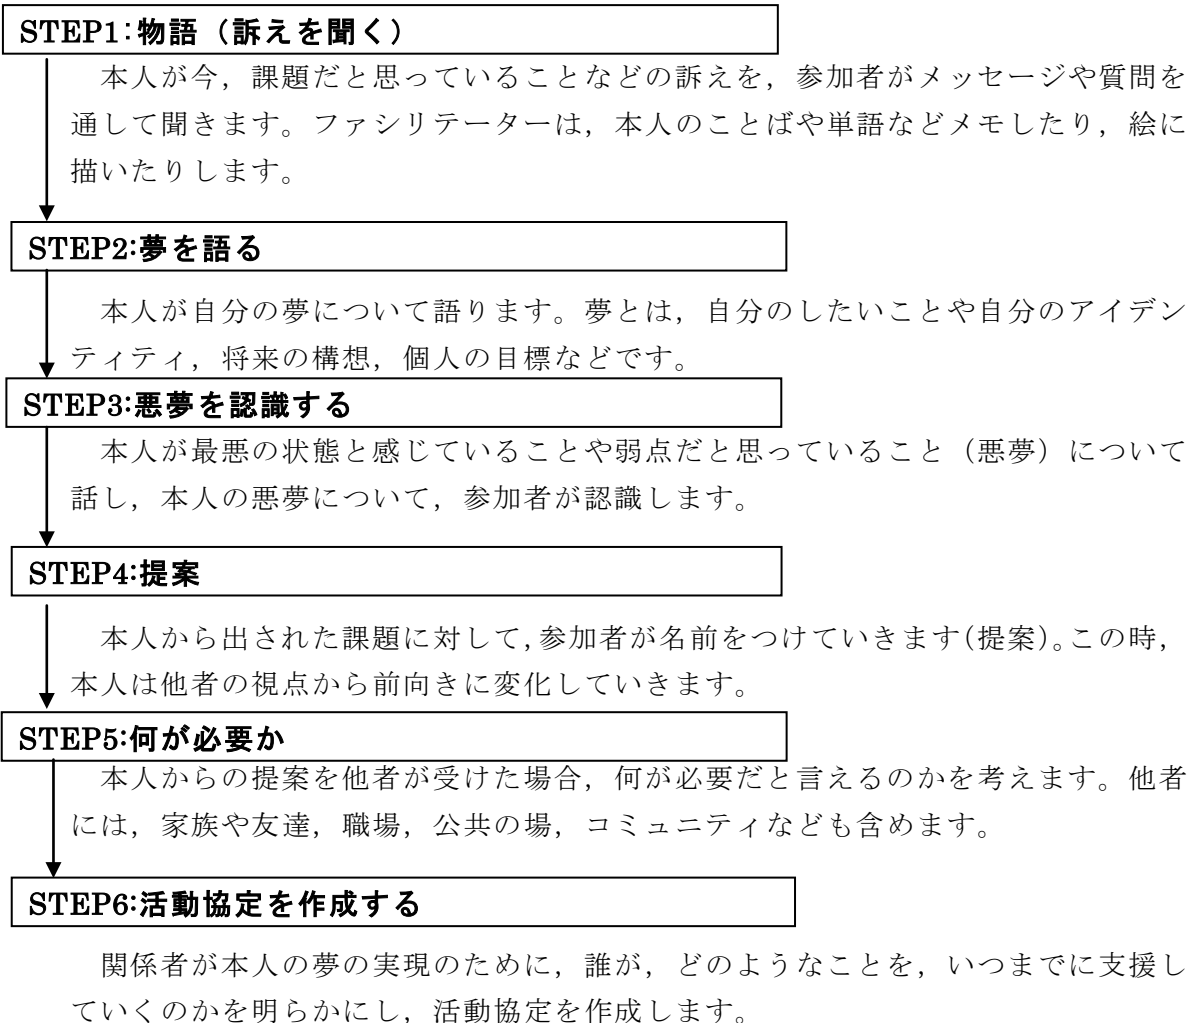 STEP1:物語（訴えを聞く）
本人が今，課題だと思っていることなどの訴えを，参加者がメッセージや質問を
通して聞きます。ファシリテーターは，本人のことばや単語などメモしたり，絵に
描いたりします。
STEP2:夢を語る
本人が自分の夢について語ります。夢とは，自分のしたいことや自分のアイデン
ティティ，将来の構想，個人の目標などです。
STEP3:悪夢を認識する
本人が最悪の状態と感じていることや弱点だと思っていること（悪夢）について
話し，本人の悪夢について，参加者が認識します。
STEP4:提案
本人から出された課題に対して,参加者が名前をつけていきます(提案)。この時，
本人は他者の視点から前向きに変化していきます。
STEP5:何が必要か
本人からの提案を他者が受けた場合，何が必要だと言えるのかを考えます。他者
には，家族や友達，職場，公共の場，コミュニティなども含めます。
STEP6:活動協定を作成する
関係者が本人の夢の実現のために，誰が，どのようなことを，いつまでに支援し
ていくのかを明らかにし，活動協定を作成します。